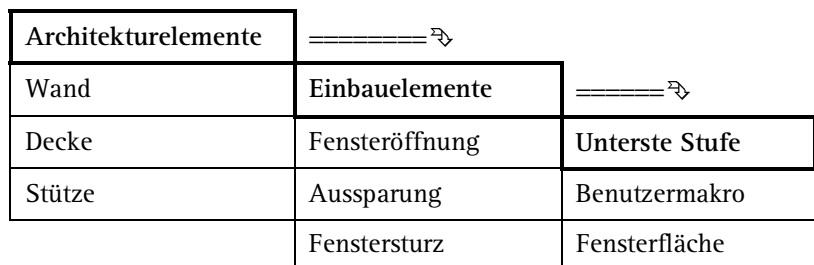 Architekturelemente ========
Wand Einbauelemente ======
Decke Fensteröffnung Unterste Stufe
Stütze Aussparung Benutzermakro
Fenstersturz Fensterfläche